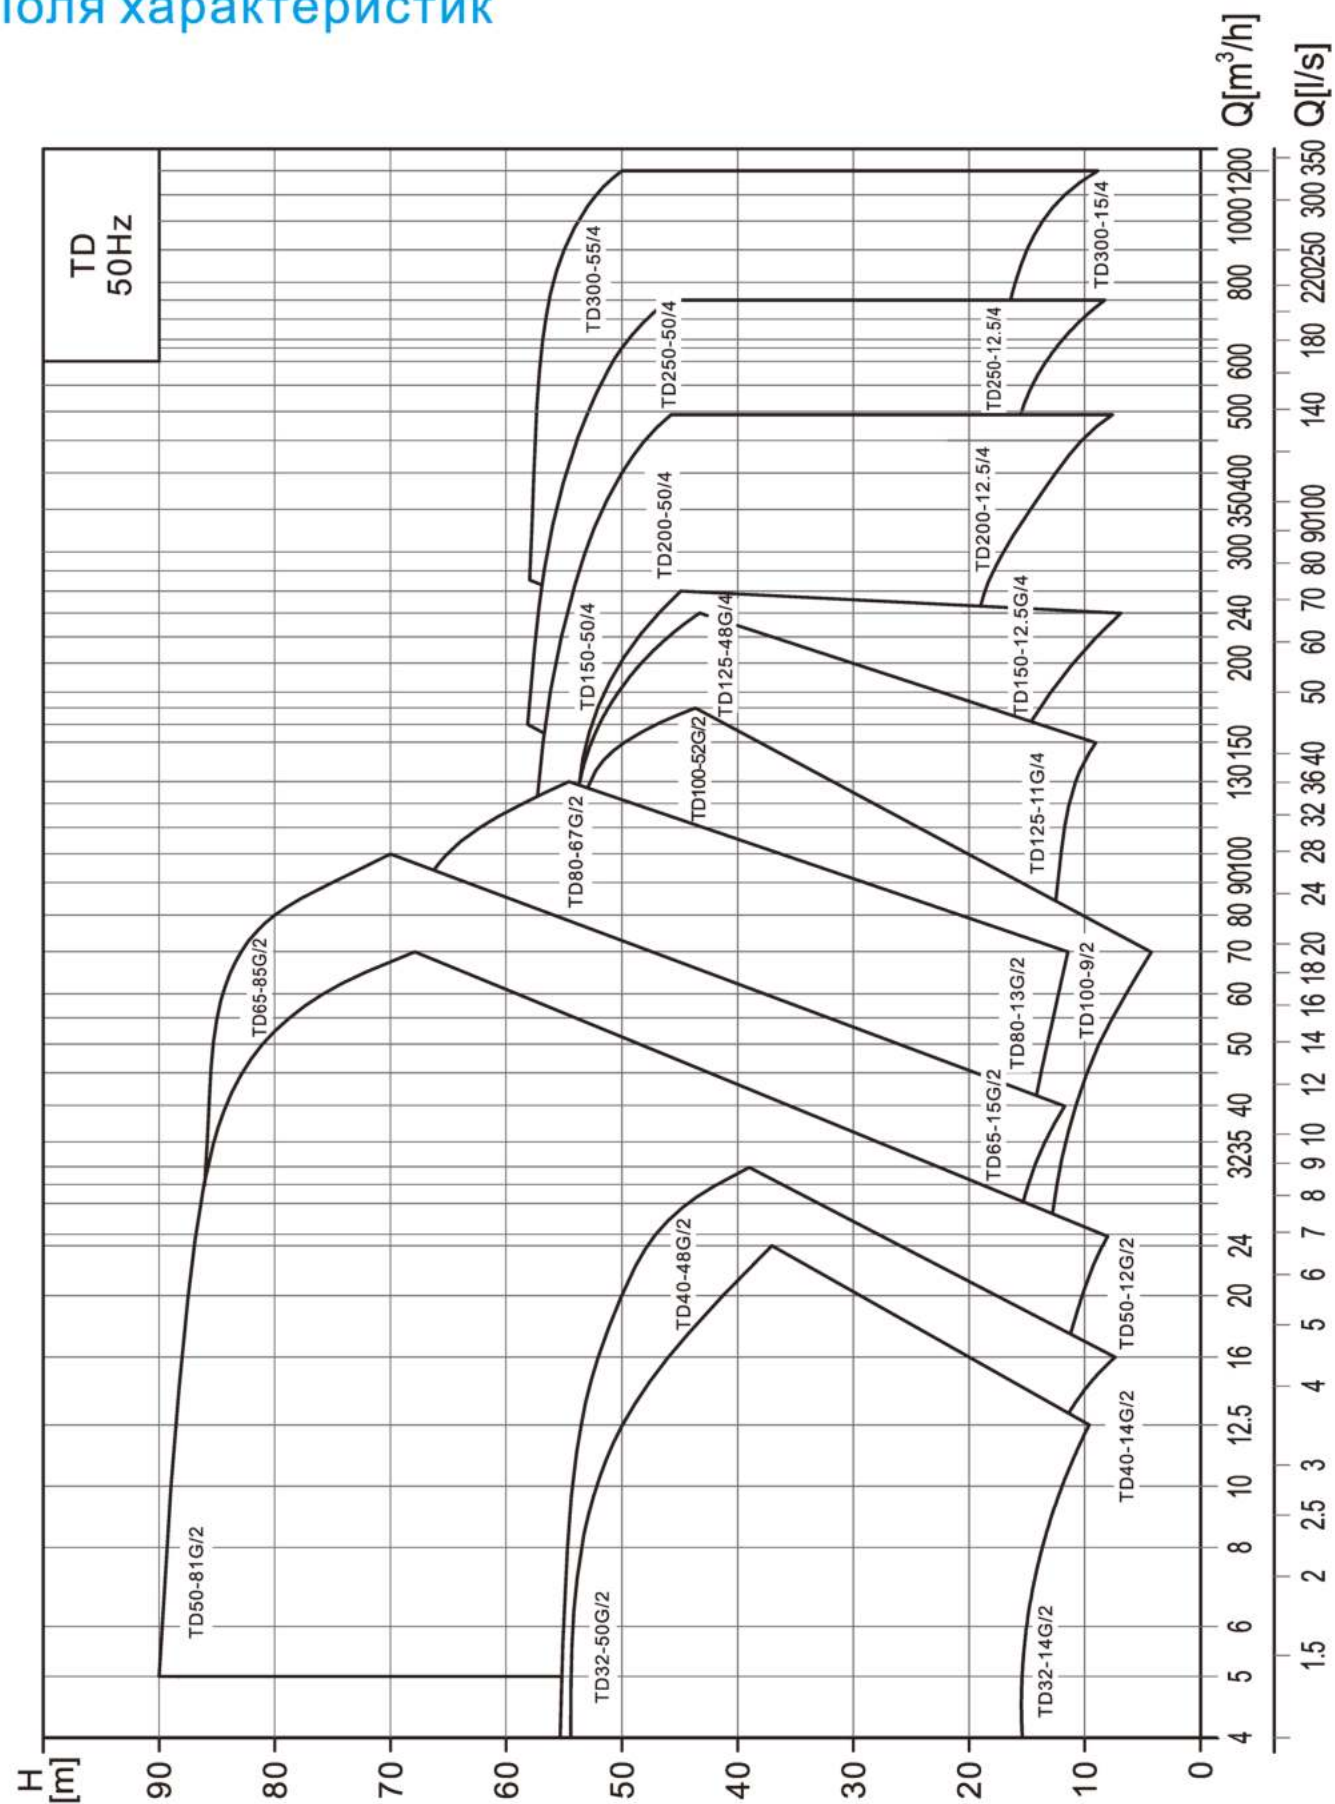 Поля характеристик
H
[m]
TD
50Hz
90
80
70
60
50
40
30
20
10
0
TD50-81G/2
TD65-85G/2
TD80-67G/2
TD32-50G/2
TD40-48G/2
TD100-52G/2
TD125-48G/4
TD150-50/4
TD200-50/4
TD250-50/4
TD300-55/4
TD32-14G/2
TD40-14G/2
TD50-12G/2
TD65-15G/2
TD80-13G/2
TD100-9/2
TD125-11G/4
TD150-12.5G/4
TD200-12.5/4
TD250-12.5/4
TD300-15/4
4 5 6 8 10 12.5 16 20 24 32 35 40 50 60 70 80 90 100 130 150 200 240 300 350 400 500 600 800 1000 1200 Q[m³/h]
1.5 2 2.5 3 4 5 6 7 8 9 10 12 14 16 18 20 24 28 32 36 40 50 60 70 80 90 100 140 180 220 250 300 350 Q[l/s]